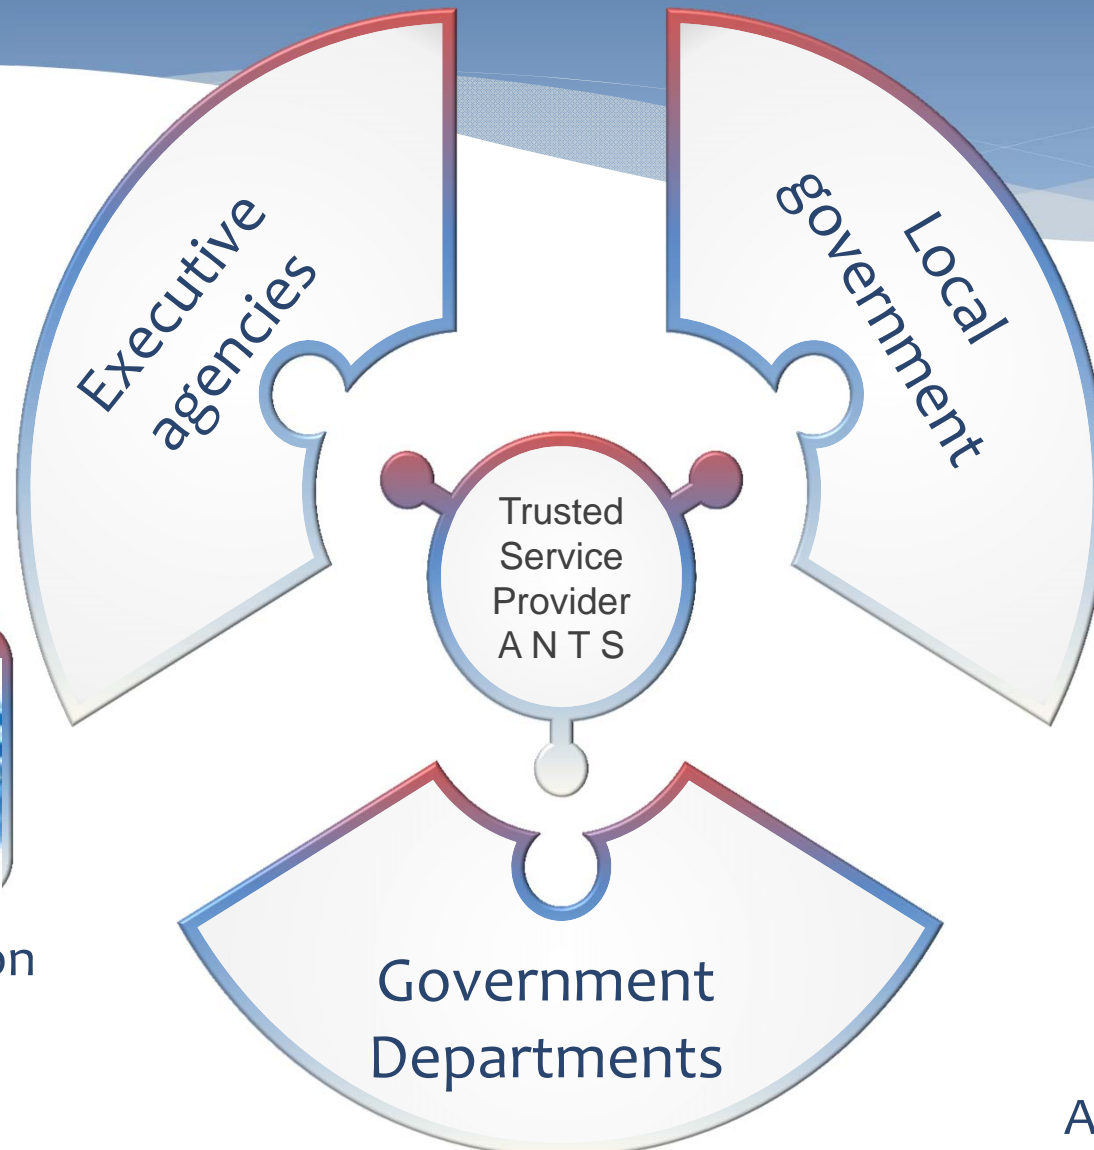 Executive
agencies
Local
government
Trusted
Service
Provider
A N T S
Government
Departments